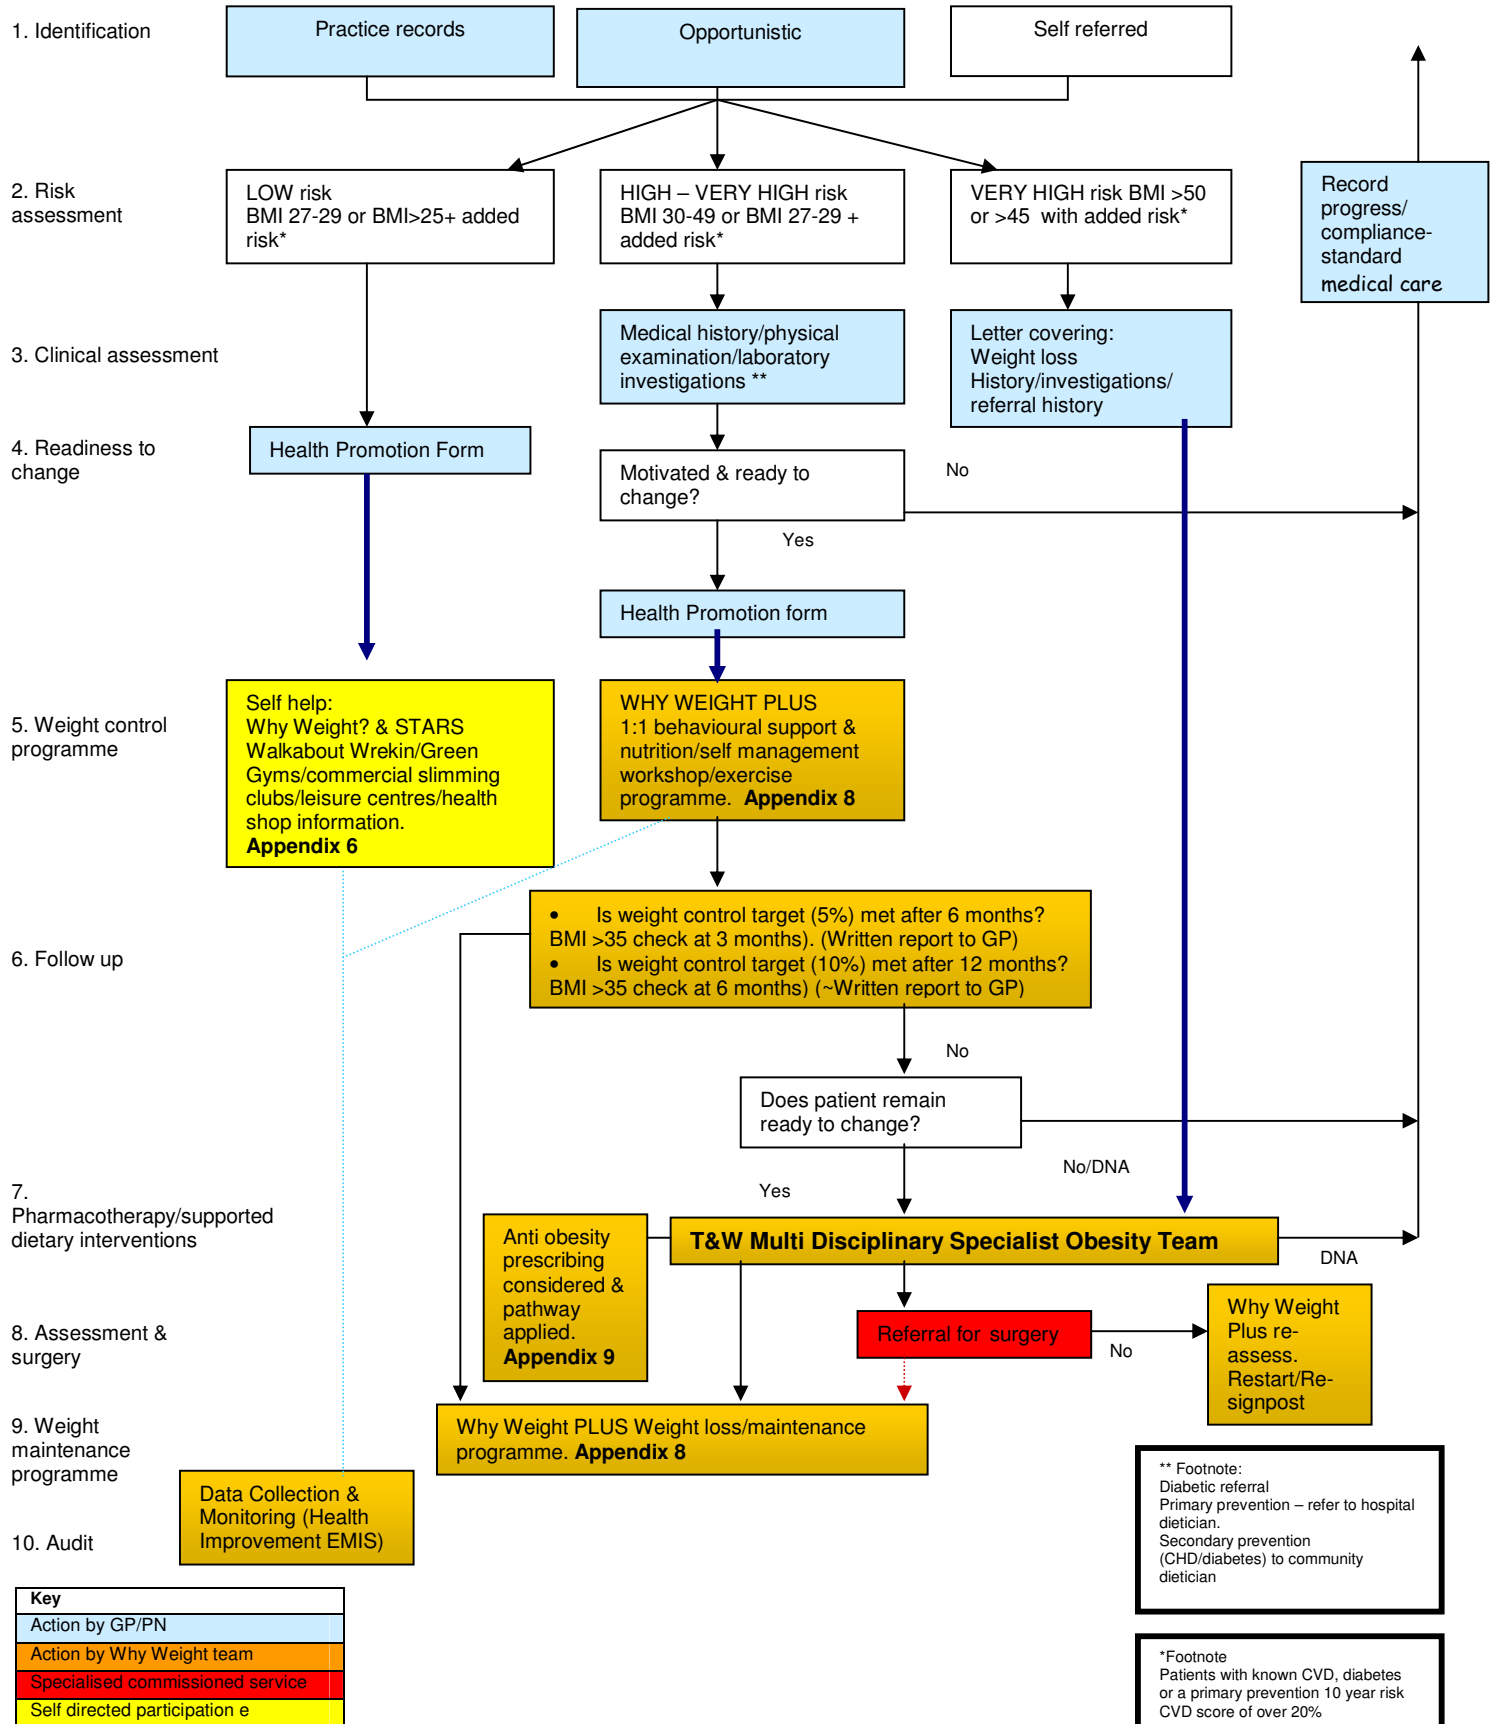 1. Identification
Practice records
Opportunistic
Self referred
2. Risk
assessment
LOW risk
BMI 27-29 or BMI>25+ added
risk*
HIGH – VERY HIGH risk
BMI 30-49 or BMI 27-29 +
added risk*
VERY HIGH risk BMI >50
or >45 with added risk*
Record
progress/
compliance-
standard
medical care
3. Clinical assessment
Medical history/physical
examination/laboratory
investigations **
Letter covering:
Weight loss
History/investigations/
referral history
4. Readiness to
change
Health Promotion Form
Motivated & ready to
change?
No
Yes
Health Promotion form
5. Weight control
programme
Self help:
Why Weight? & STARS
Walkabout Wrekin/Green
Gyms/commercial slimming
clubs/leisure centres/health
shop information.
Appendix 6
WHY WEIGHT PLUS
1:1 behavioural support &
nutrition/self management
workshop/exercise
programme. Appendix 8
6. Follow up
• Is weight control target (5%) met after 6 months?
BMI >35 check at 3 months). (Written report to GP)
• Is weight control target (10%) met after 12 months?
BMI >35 check at 6 months) (~Written report to GP)
No
Does patient remain
ready to change?
No/DNA
Yes
7.
Pharmacotherapy/supported
dietary interventions
Anti obesity
prescribing
considered &
pathway
applied.
Appendix 9
T&W Multi Disciplinary Specialist Obesity Team
DNA
8. Assessment &
surgery
Referral for surgery
No
Why Weight
Plus re-
assess.
Restart/Re-
signpost
9. Weight
maintenance
programme
Why Weight PLUS Weight loss/maintenance
programme. Appendix 8
10. Audit
Data Collection &
Monitoring (Health
Improvement EMIS)
** Footnote:
Diabetic referral
Primary prevention – refer to hospital
dietician.
Secondary prevention
(CHD/diabetes) to community
dietician
Key
Action by GP/PN
Action by Why Weight team
Specialised commissioned service
Self directed participation e
*Footnote
Patients with known CVD, diabetes
or a primary prevention 10 year risk
CVD score of over 20%